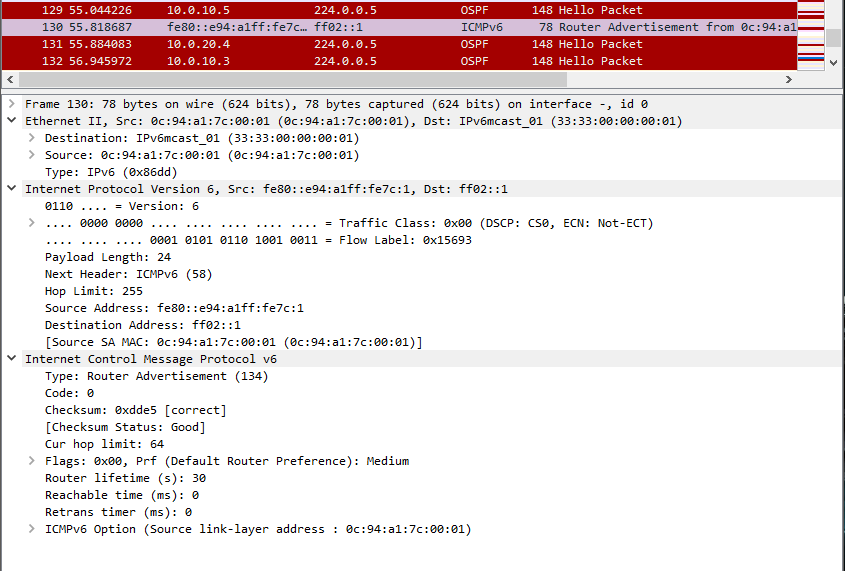 129 55.044226 10.0.10.5 224.0.0.5 OSPF 148 Hello Packet
130 55.818687 fe80::e94:a1ff:fe7c… ff02::1 ICMPv6 78 Router Advertisement from 0c:94:a1
131 55.884083 10.0.20.4 224.0.0.5 OSPF 148 Hello Packet
132 56.945972 10.0.10.3 224.0.0.5 OSPF 148 Hello Packet
Frame 130: 78 bytes on wire (624 bits), 78 bytes captured (624 bits) on interface -, id 0
Ethernet II, Src: 0c:94:a1:7c:00:01 (0c:94:a1:7c:00:01), Dst: IPv6mcast_01 (33:33:00:00:00:01)
Destination: IPv6mcast_01 (33:33:00:00:00:01)
Source: 0c:94:a1:7c:00:01 (0c:94:a1:7c:00:01)
Type: IPv6 (0x86dd)
Internet Protocol Version 6, Src: fe80::e94:a1ff:fe7c:1, Dst: ff02::1
0110 .... = Version: 6
.... 0000 0000 .... .... .... .... .... = Traffic Class: 0x00 (DSCP: CS0, ECN: Not-ECT)
.... .... .... 0001 0101 0110 1001 0011 = Flow Label: 0x15693
Payload Length: 24
Next Header: ICMPv6 (58)
Hop Limit: 255
Source Address: fe80::e94:a1ff:fe7c:1
Destination Address: ff02::1
[Source SA MAC: 0c:94:a1:7c:00:01 (0c:94:a1:7c:00:01)]
Internet Control Message Protocol v6
Type: Router Advertisement (134)
Code: 0
Checksum: 0xdde5 [correct]
[Checksum Status: Good]
Cur hop limit: 64
Flags: 0x00, Prf (Default Router Preference): Medium
Router lifetime (s): 30
Reachable time (ms): 0
Retrans timer (ms): 0
ICMPv6 Option (Source link-layer address : 0c:94:a1:7c:00:01)